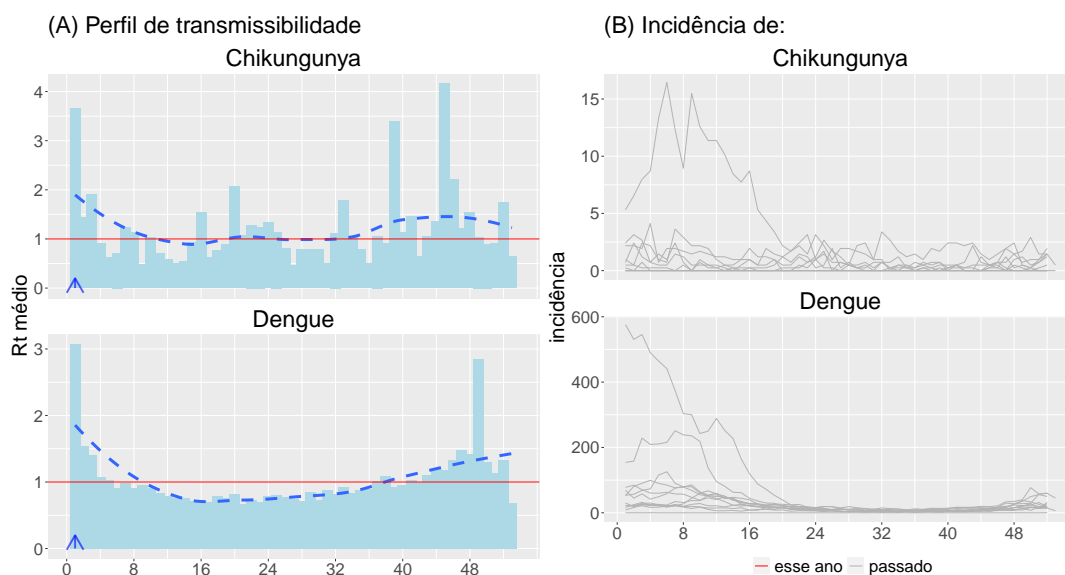 (A) Perfil de transmissibilidade
Chikungunya
4
3
2
1
0
Dengue
3
2
1
0
0 8 16 24 32 40 48
Rt médio
(B) Incidência de:
Chikungunya
15
10
5
0
Dengue
600
400
200
0
0 8 16 24 32 40 48
incidência
esse ano passado